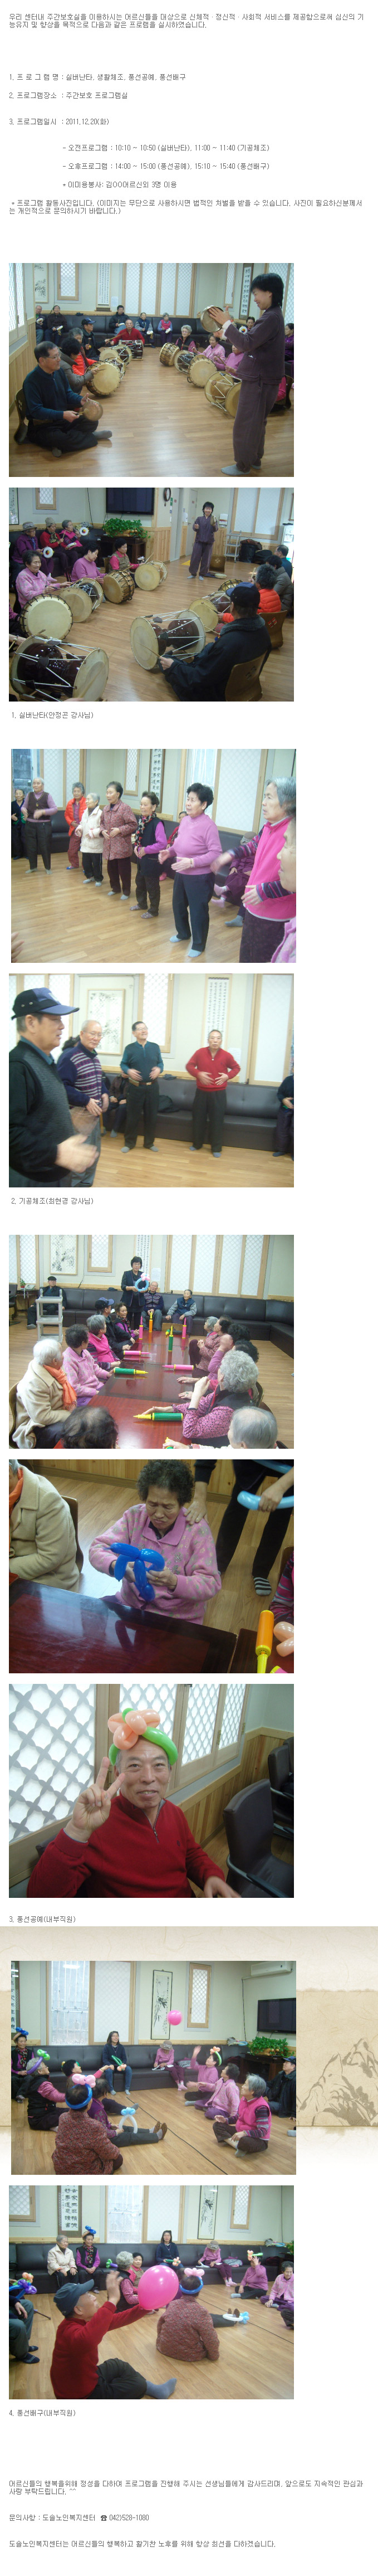 우리 센터내 주간보호실을 이용하시는 어르신들을 대상으로 신체적 · 정신적 · 사회적 서비스를 제공함으로써 심신의 기
능유지 및 향상을 목적으로 다음과 같은 프로램을 실시하였습니다.
1. 프 로 그 램 명 : 실버난타, 생활체조, 풍선공예, 풍선배구
2. 프로그램장소 : 주간보호 프로그램실
3. 프로그램일시 : 2011.12.20(화)
- 오전프로그램 : 10:10 ~ 10:50 (실버난타), 11:00 ~ 11:40 (기공체조)
- 오후프로그램 : 14:00 ~ 15:00 (풍선공예), 15:10 ~ 15:40 (풍선배구)
* 이미용봉사: 김OO어르신외 3명 이용
* 프로그램 활동사진입니다. (이미지는 무단으로 사용하시면 법적인 처벌을 받을 수 있습니다. 사진이 필요하신분께서
는 개인적으로 문의하시기 바랍니다.)
1. 실버난타(안정곤 강사님)
2. 기공체조(최현경 강사님)
3. 풍선공예(내부직원)
4. 풍선배구(내부직원)
어르신들의 행복을위해 정성을 다하여 프로그램을 진행해 주시는 선생님들에게 감사드리며, 앞으로도 지속적인 관심과
사랑 부탁드립니다. ^^
문의사항 : 도솔노인복지센터 ☎ 042)528-1080
도솔노인복지센터는 어르신들의 행복하고 활기찬 노후를 위해 항상 최선을 다하겠습니다.